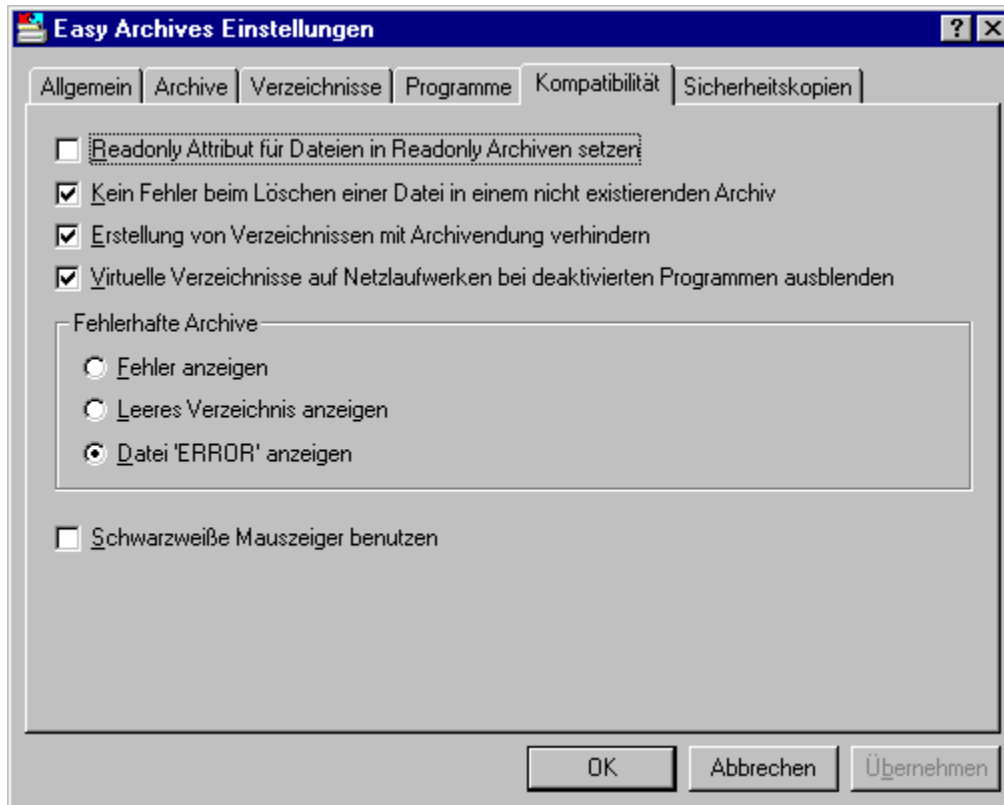 Easy Archives Einstellungen
Allgemein Archive Verzeichnisse Programme Kompatibilität Sicherheitskopien
Readonly Attribut für Dateien in Readonly Archiven setzen
Kein Fehler beim Löschen einer Datei in einem nicht existierenden Archiv
Erstellung von Verzeichnissen mit Archivendung verhindern
Virtuelle Verzeichnisse auf Netzlaufwerken bei deaktivierten Programmen ausblenden
Fehlerhafte Archive
Fehler anzeigen
Leeres Verzeichnis anzeigen
Datei 'ERROR' anzeigen
Schwarzweiße Mauszeiger benutzen
OK Abbrechen Übernehmen